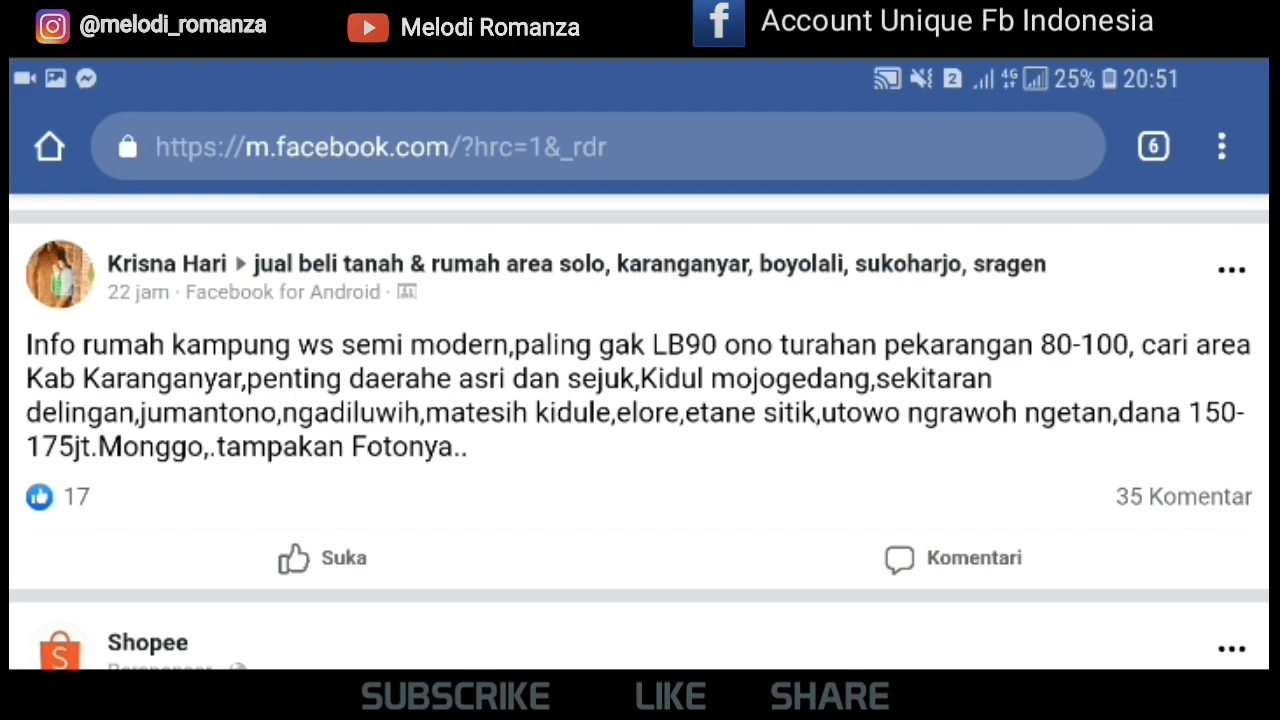 @melodi_romanza
Melodi Romanza
Account Unique Fb Indonesia
2
4G
25%
20:51
https://m.facebook.com/?hrc=1&_rdr
6
Krisna Hari
jual beli tanah & rumah area solo, karanganyar, boyolali, sukoharjo, sragen
22 jam · Facebook for Android ·
Info rumah kampung ws semi modern,paling gak LB90 ono turahan pekarangan 80-100, cari area
Kab Karanganyar,penting daerahe asri dan sejuk,Kidul mojogedang,sekitaran
delingan,jumantono,ngadiluwih,matesih kidule,elore,etane sitik,utowo ngrawoh ngetan,dana 150-
175jt.Monggo,.tampakan Fotonya..
17
35 Komentar
Suka
Komentari
Shopee
SUBSCRIKE
LIKE
SHARE